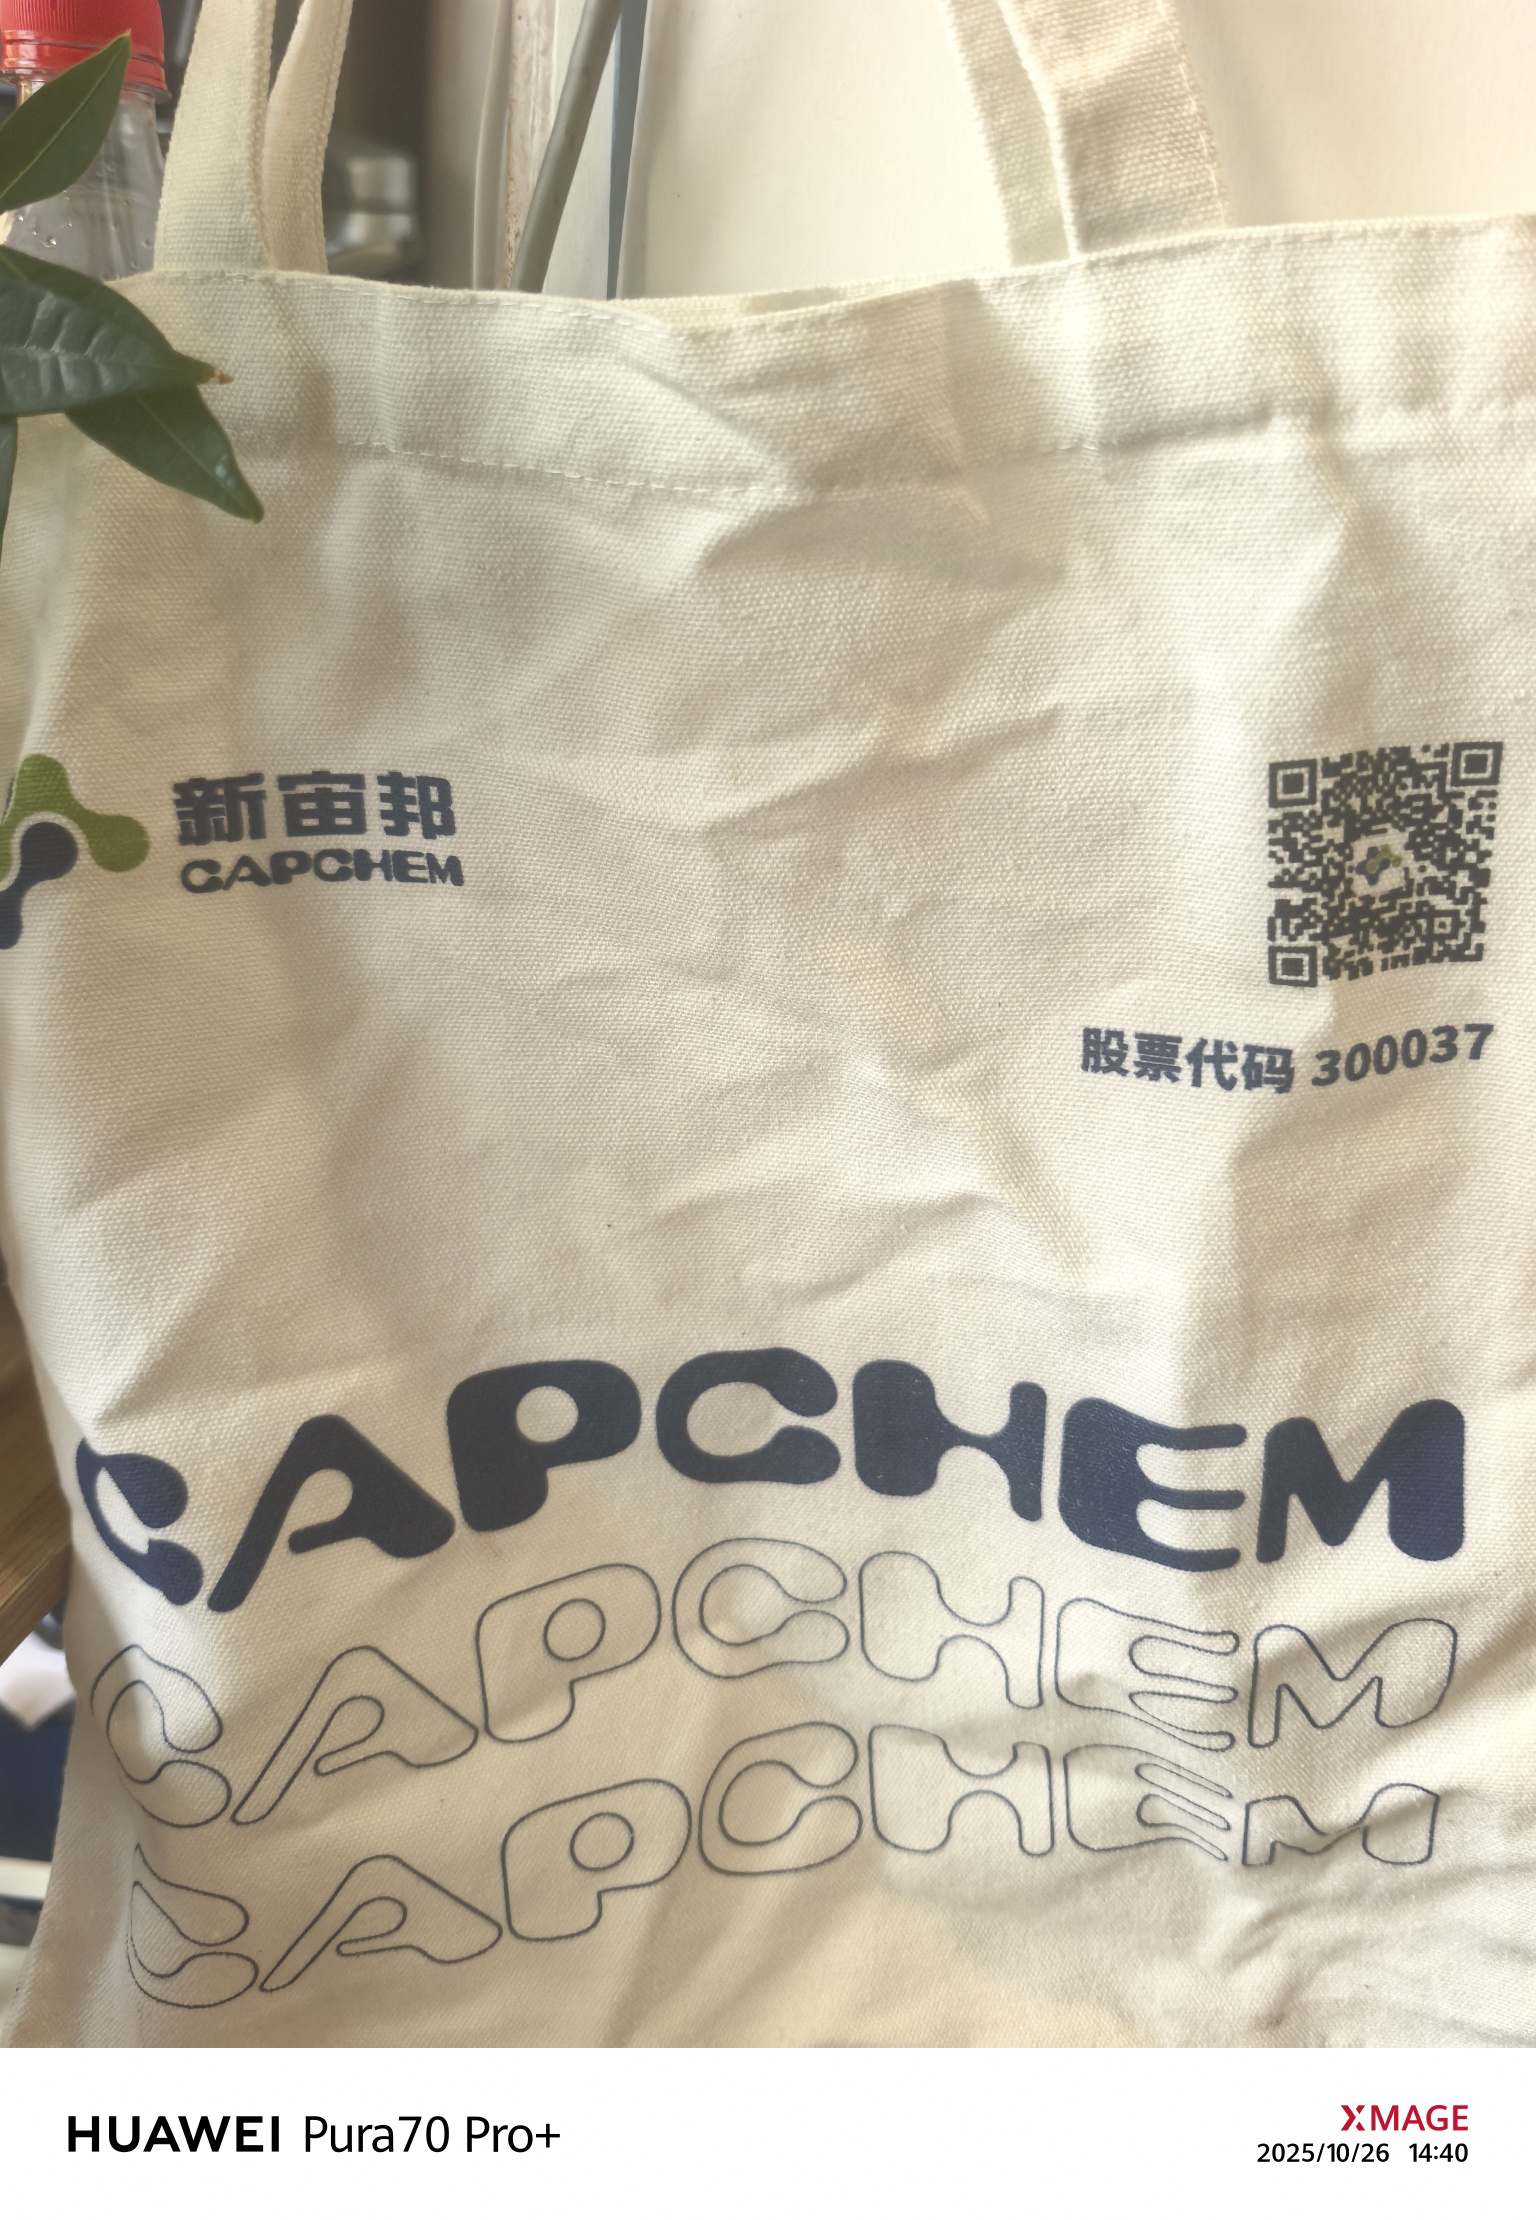 新宙邦
CAPCHEM
股票代码 300037
CAPCHEM
CAPCHEM
CAPCHEM
HUAWEI Pura70 Pro+
XMAGE
2025/10/26 14:40